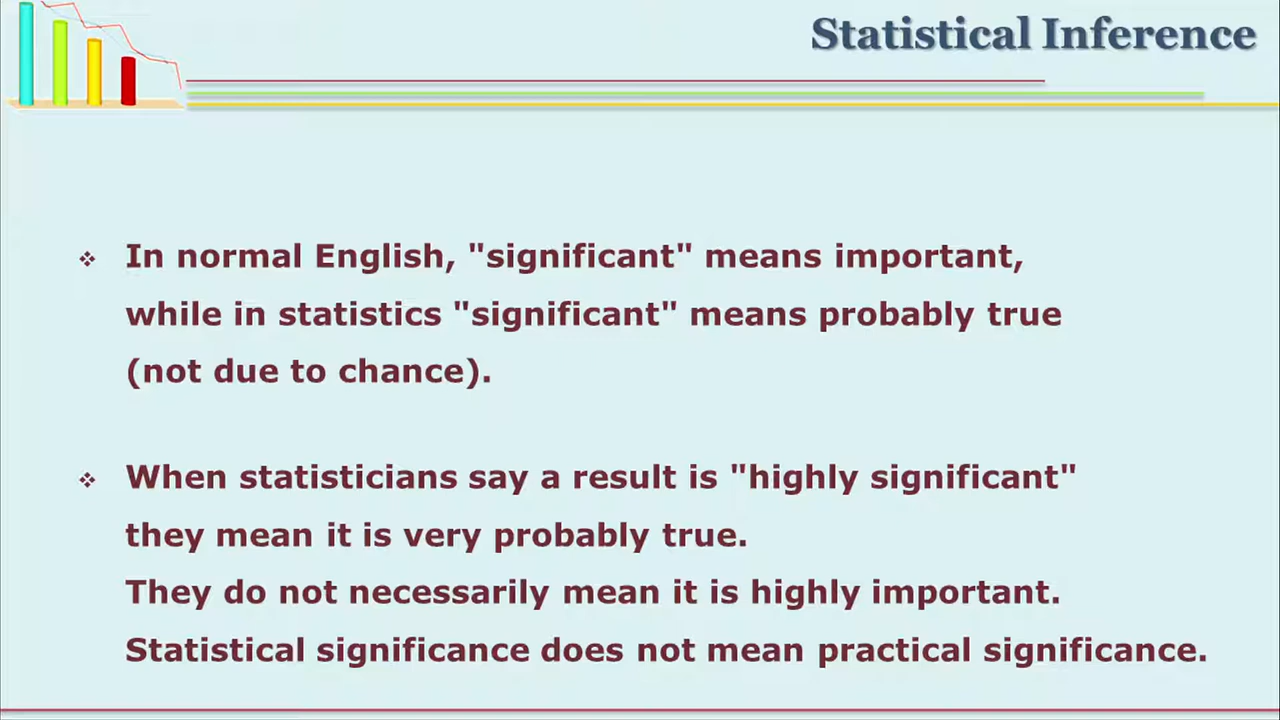 Statistical Inference
❖ In normal English, "significant" means important,
while in statistics "significant" means probably true
(not due to chance).
❖ When statisticians say a result is "highly significant"
they mean it is very probably true.
They do not necessarily mean it is highly important.
Statistical significance does not mean practical significance.